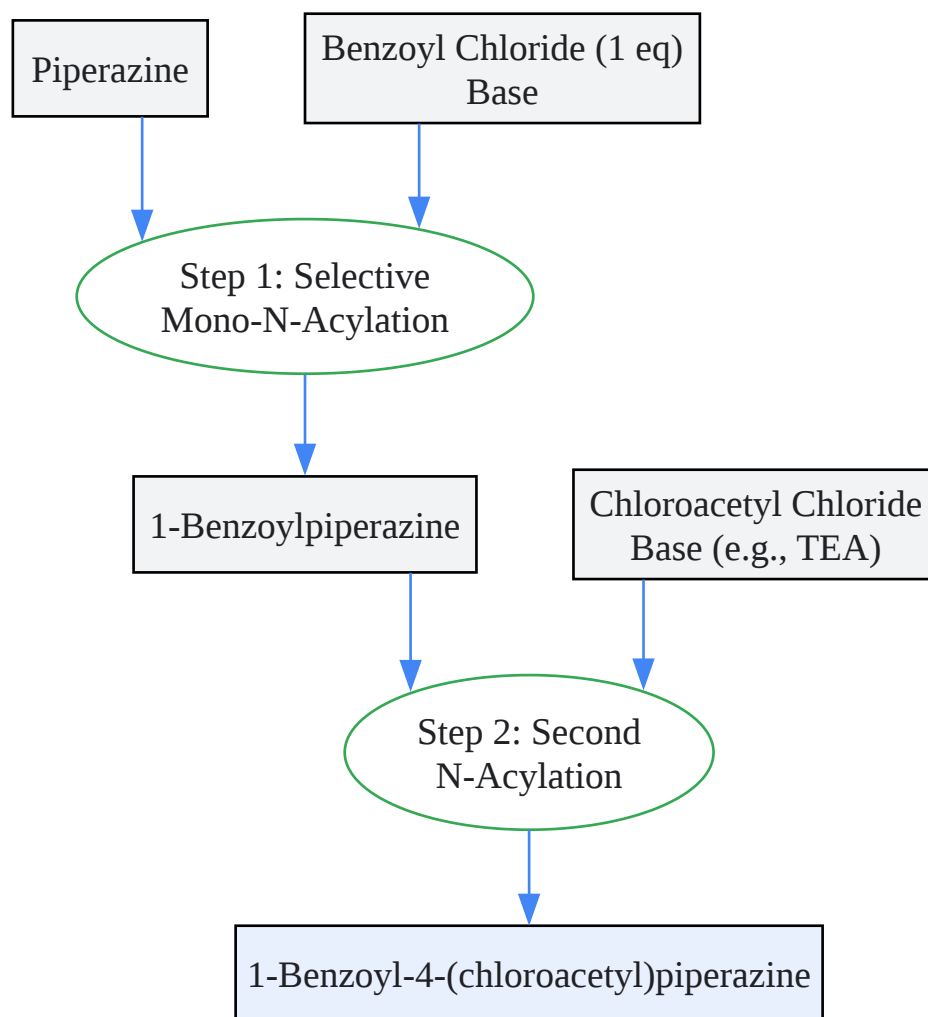 Piperazine
Benzoyl Chloride (1 eq)
Base
Step 1: Selective
Mono-N-Acylation
1-Benzoylpiperazine
Chloroacetyl Chloride
Base (e.g., TEA)
Step 2: Second
N-Acylation
1-Benzoyl-4-(chloroacetyl)piperazine